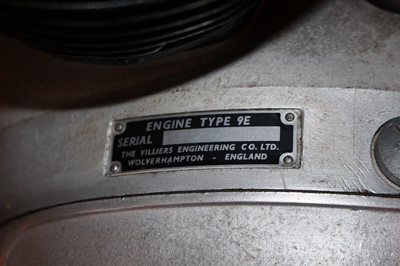 ENGINE TYPE 9E
SERIAL
THE VILLIERS ENGINEERING CO. LTD.
WOLVERHAMPTON - ENGLAND